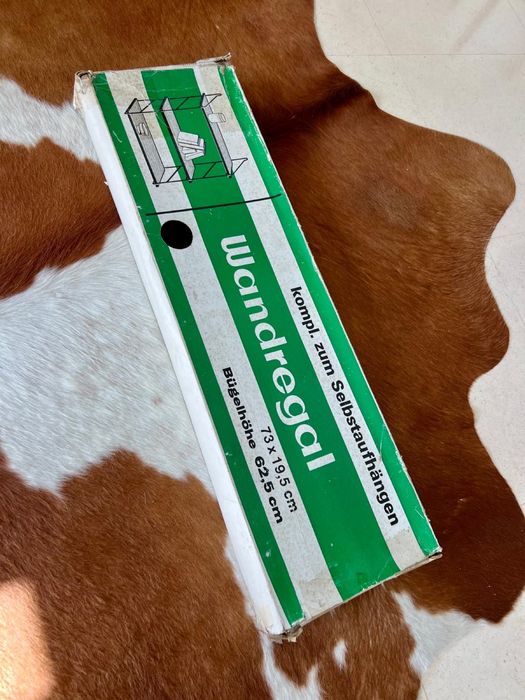 kompl. zum Selbstaufhängen
Wandregal
73 x 19,5 cm
Bügelhöhe 62,5 cm